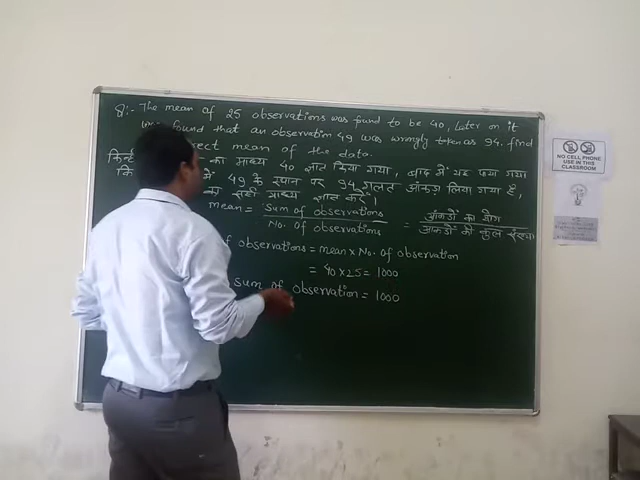 Q:- The mean of 25 observations was found to be 40, Later on it
was found that an observation 49 was wrongly taken as 94. find
correct mean of the data.
किन्हीं का माध्य 40 ज्ञात किया गया, बाद में यह पाया गया
कि में 49 के स्थान पर 94 गलत आंकड़ा लिया गया है,
को सही माध्य ज्ञात करें।
mean = Sum of observations / No. of observations = आंकड़ों का योग / आंकड़ों की कुल संख्या
of observations = mean x No. of observation
= 40 x 25 = 1000
Sum of observation = 1000
NO CELL PHONE
USE IN THIS
CLASSROOM